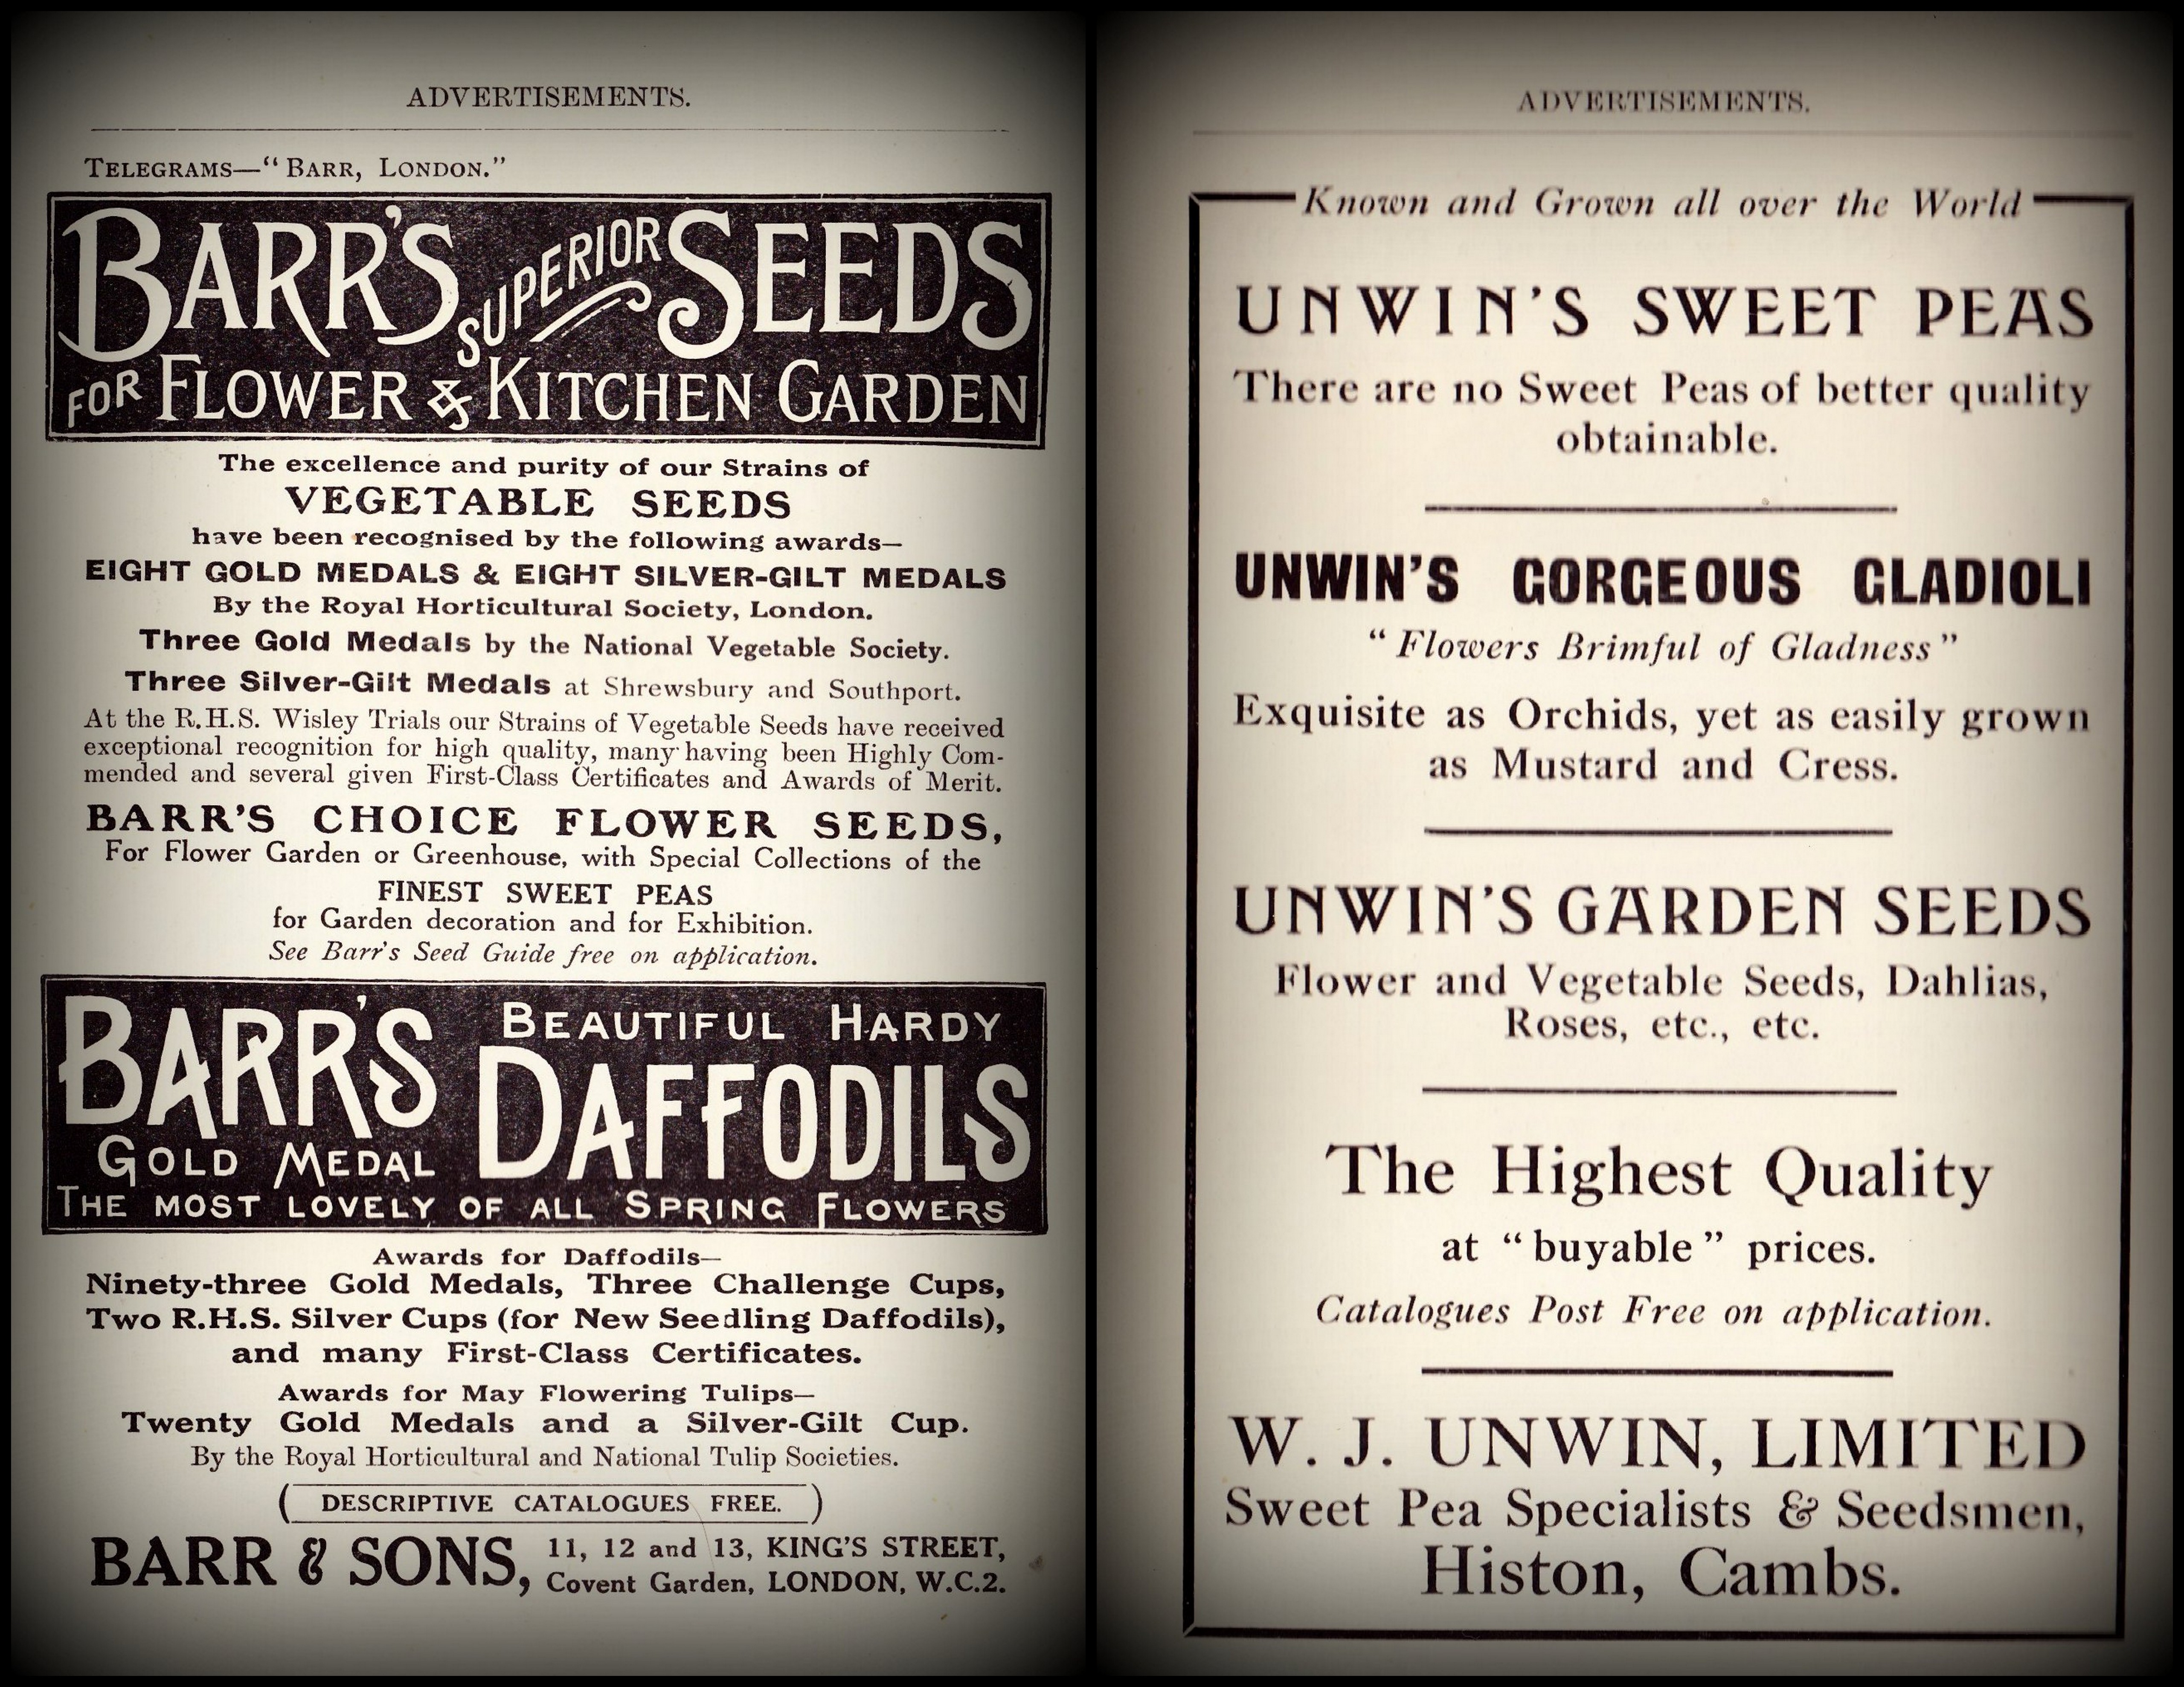 ADVERTISEMENTS.
TELEGRAMS—“BARR, LONDON.”
BARR'S SUPERIOR SEEDS
FOR FLOWER & KITCHEN GARDEN
The excellence and purity of our Strains of
VEGETABLE SEEDS
have been recognised by the following awards—
EIGHT GOLD MEDALS & EIGHT SILVER-GILT MEDALS
By the Royal Horticultural Society, London.
Three Gold Medals by the National Vegetable Society.
Three Silver-Gilt Medals at Shrewsbury and Southport.
At the R.H.S. Wisley Trials our Strains of Vegetable Seeds have received
exceptional recognition for high quality, many having been Highly Com-
mended and several given First-Class Certificates and Awards of Merit.
BARR'S CHOICE FLOWER SEEDS,
For Flower Garden or Greenhouse, with Special Collections of the
FINEST SWEET PEAS
for Garden decoration and for Exhibition.
See Barr's Seed Guide free on application.
BARR'S BEAUTIFUL HARDY
GOLD MEDAL DAFFODILS
THE MOST LOVELY OF ALL SPRING FLOWERS
Awards for Daffodils—
Ninety-three Gold Medals, Three Challenge Cups,
Two R.H.S. Silver Cups (for New Seedling Daffodils),
and many First-Class Certificates.
Awards for May Flowering Tulips—
Twenty Gold Medals and a Silver-Gilt Cup.
By the Royal Horticultural and National Tulip Societies.
(DESCRIPTIVE CATALOGUES FREE.)
BARR & SONS, 11, 12 and 13, KING'S STREET,
Covent Garden, LONDON, W.C.2.
ADVERTISEMENTS.
Known and Grown all over the World
UNWIN'S SWEET PEAS
There are no Sweet Peas of better quality
obtainable.
UNWIN'S GORGEOUS GLADIOLI
“Flowers Brimful of Gladness”
Exquisite as Orchids, yet as easily grown
as Mustard and Cress.
UNWIN'S GARDEN SEEDS
Flower and Vegetable Seeds, Dahlias,
Roses, etc., etc.
The Highest Quality
at “buyable” prices.
Catalogues Post Free on application.
W. J. UNWIN, LIMITED
Sweet Pea Specialists & Seedsmen,
Histon, Cambs.